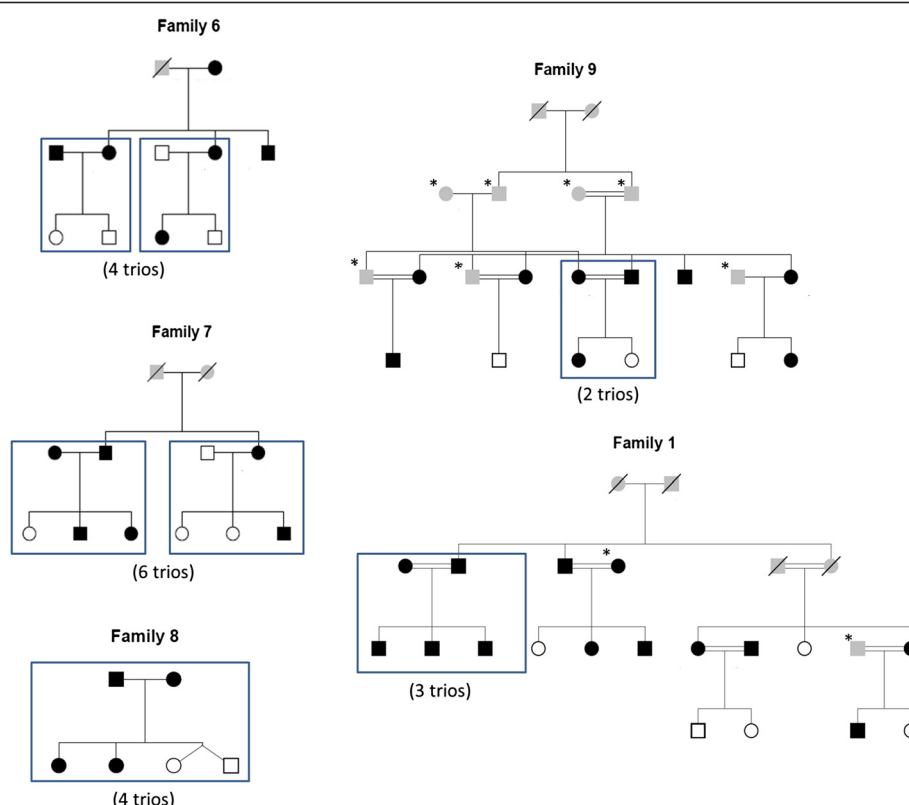 Family 6
(4 trios)
Family 7
(6 trios)
Family 8
(4 trios)
Family 9
* * * *
* * *
(2 trios)
Family 1
*
*
(3 trios)